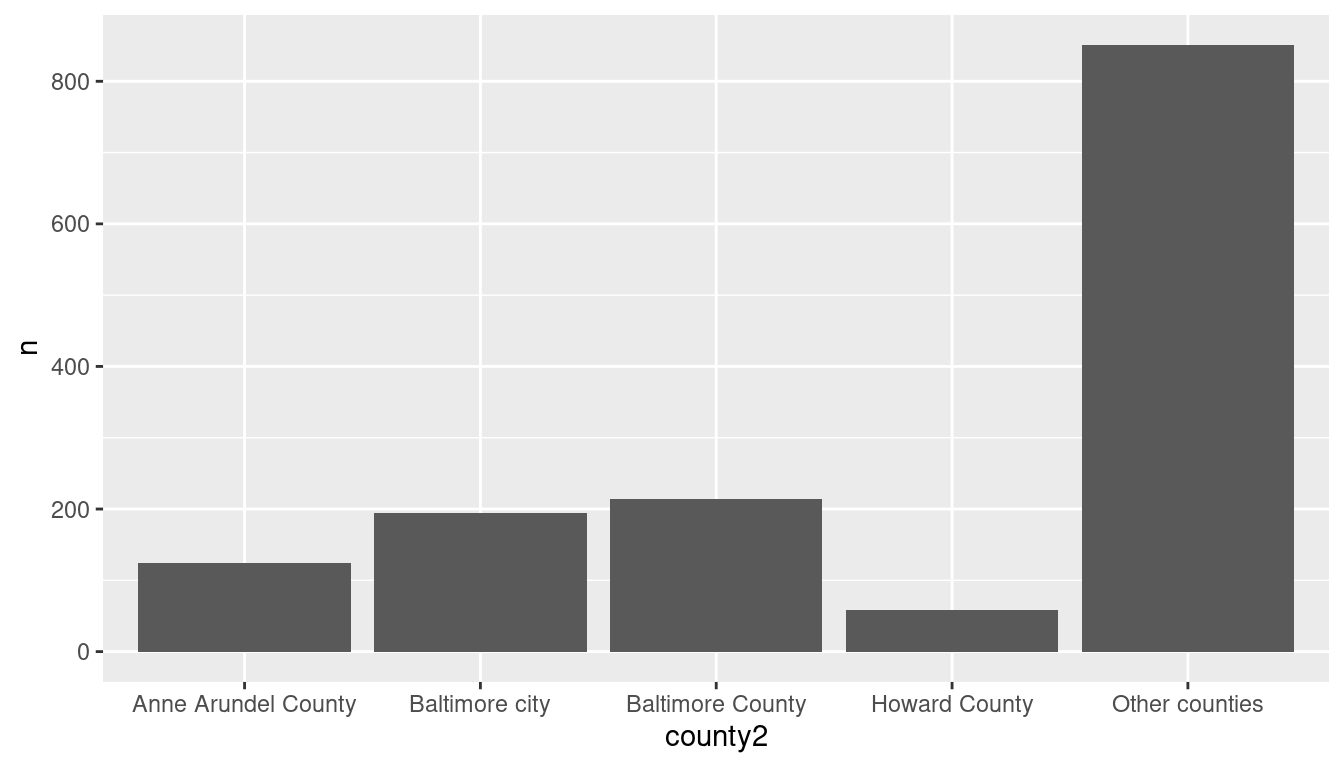 800
600
n
400
200
0
Anne Arundel County
Baltimore city
Baltimore County
Howard County
Other counties
county2